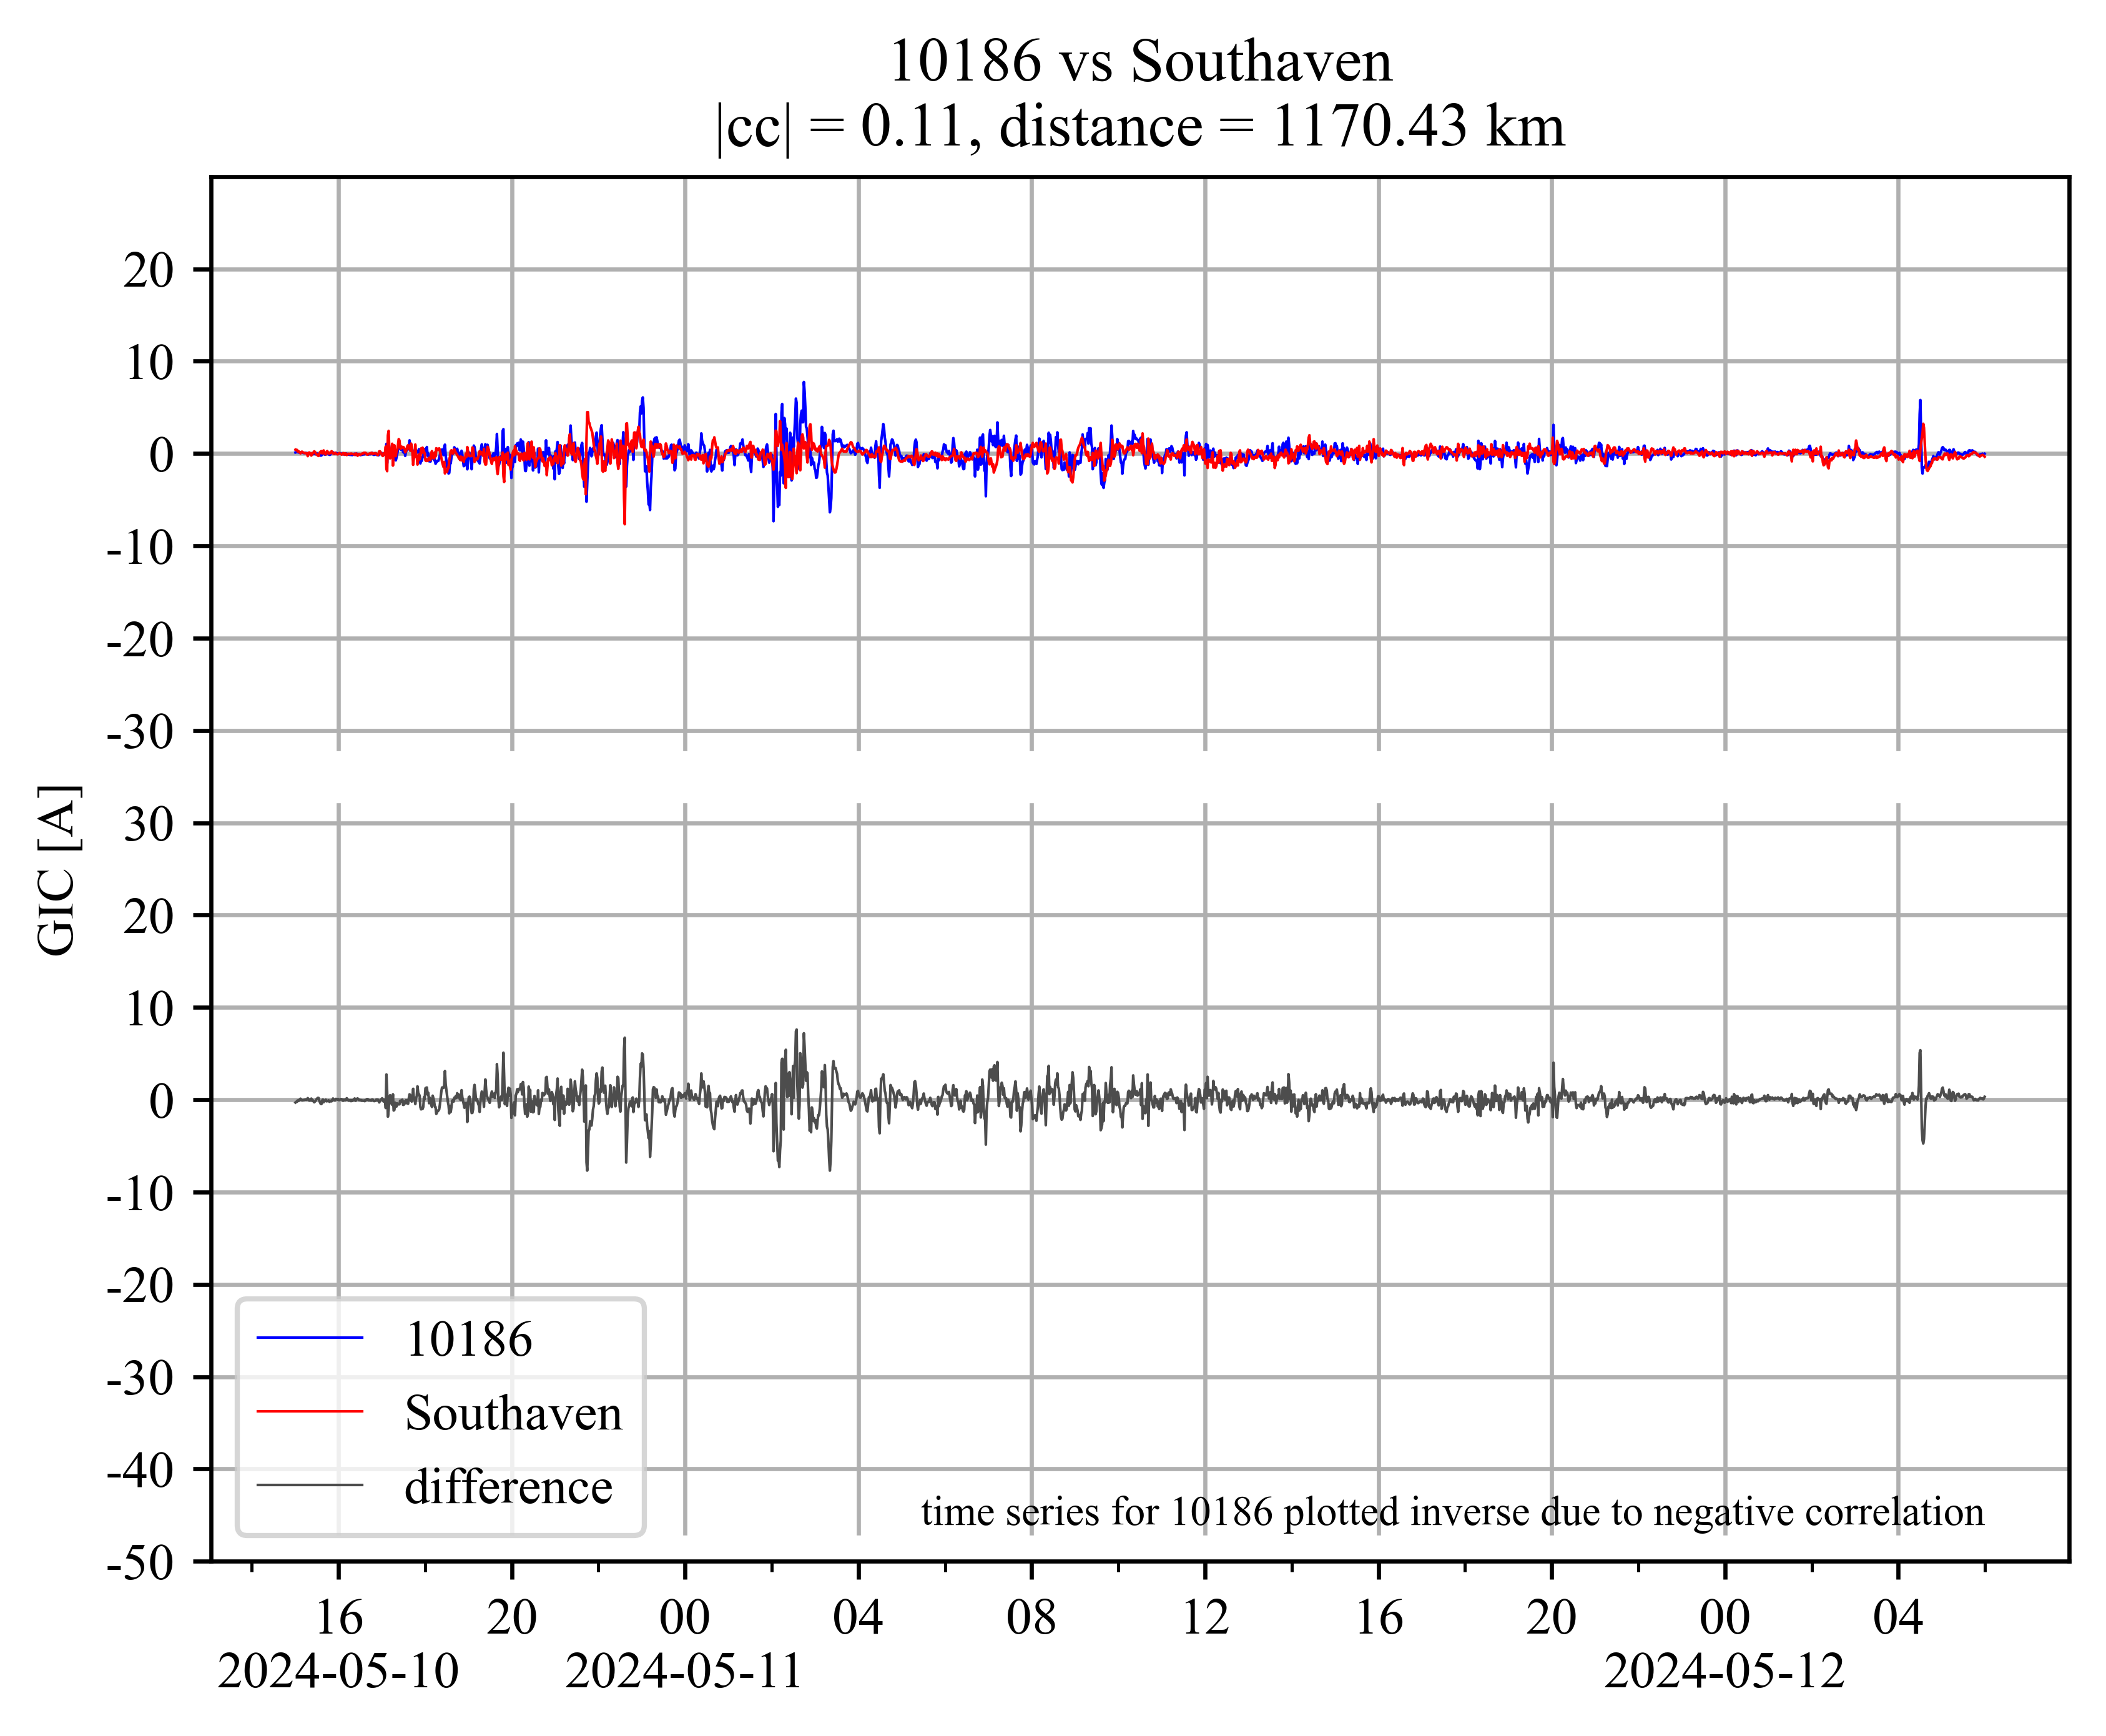 10186 vs Southaven
|cc| = 0.11, distance = 1170.43 km
20
10
0
-10
-20
-30
30
20
10
0
-10
-20
-30
-40
-50
GIC [A]
10186
Southaven
difference
time series for 10186 plotted inverse due to negative correlation
16 20 00 04 08 12 16 20 00 04
2024-05-10 2024-05-11 2024-05-12